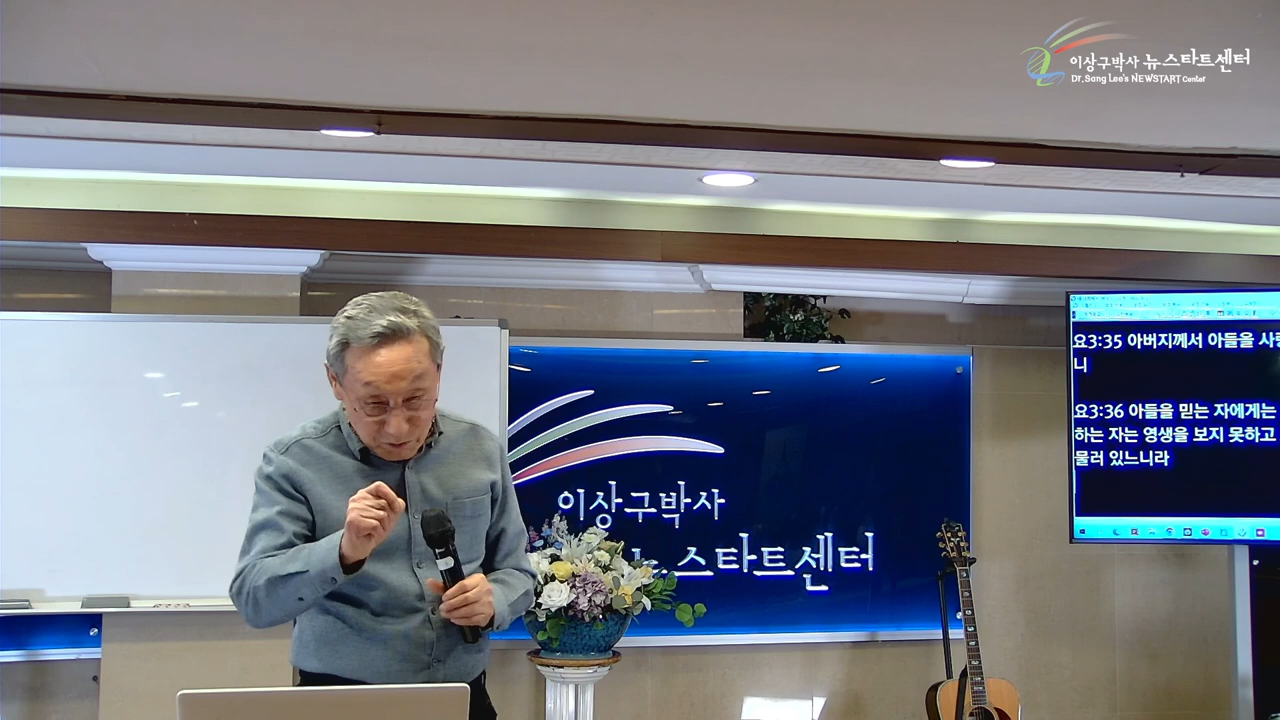 이상구박사 뉴스타트센터
Dr.Sang Lee's NEWSTART Center
요3:35 아버지께서 아들을
니
요3:36 아들을 믿는 자에게는
하는 자는 영생을 보지 못하고
물러 있느니라
이상구박사
스타트센터